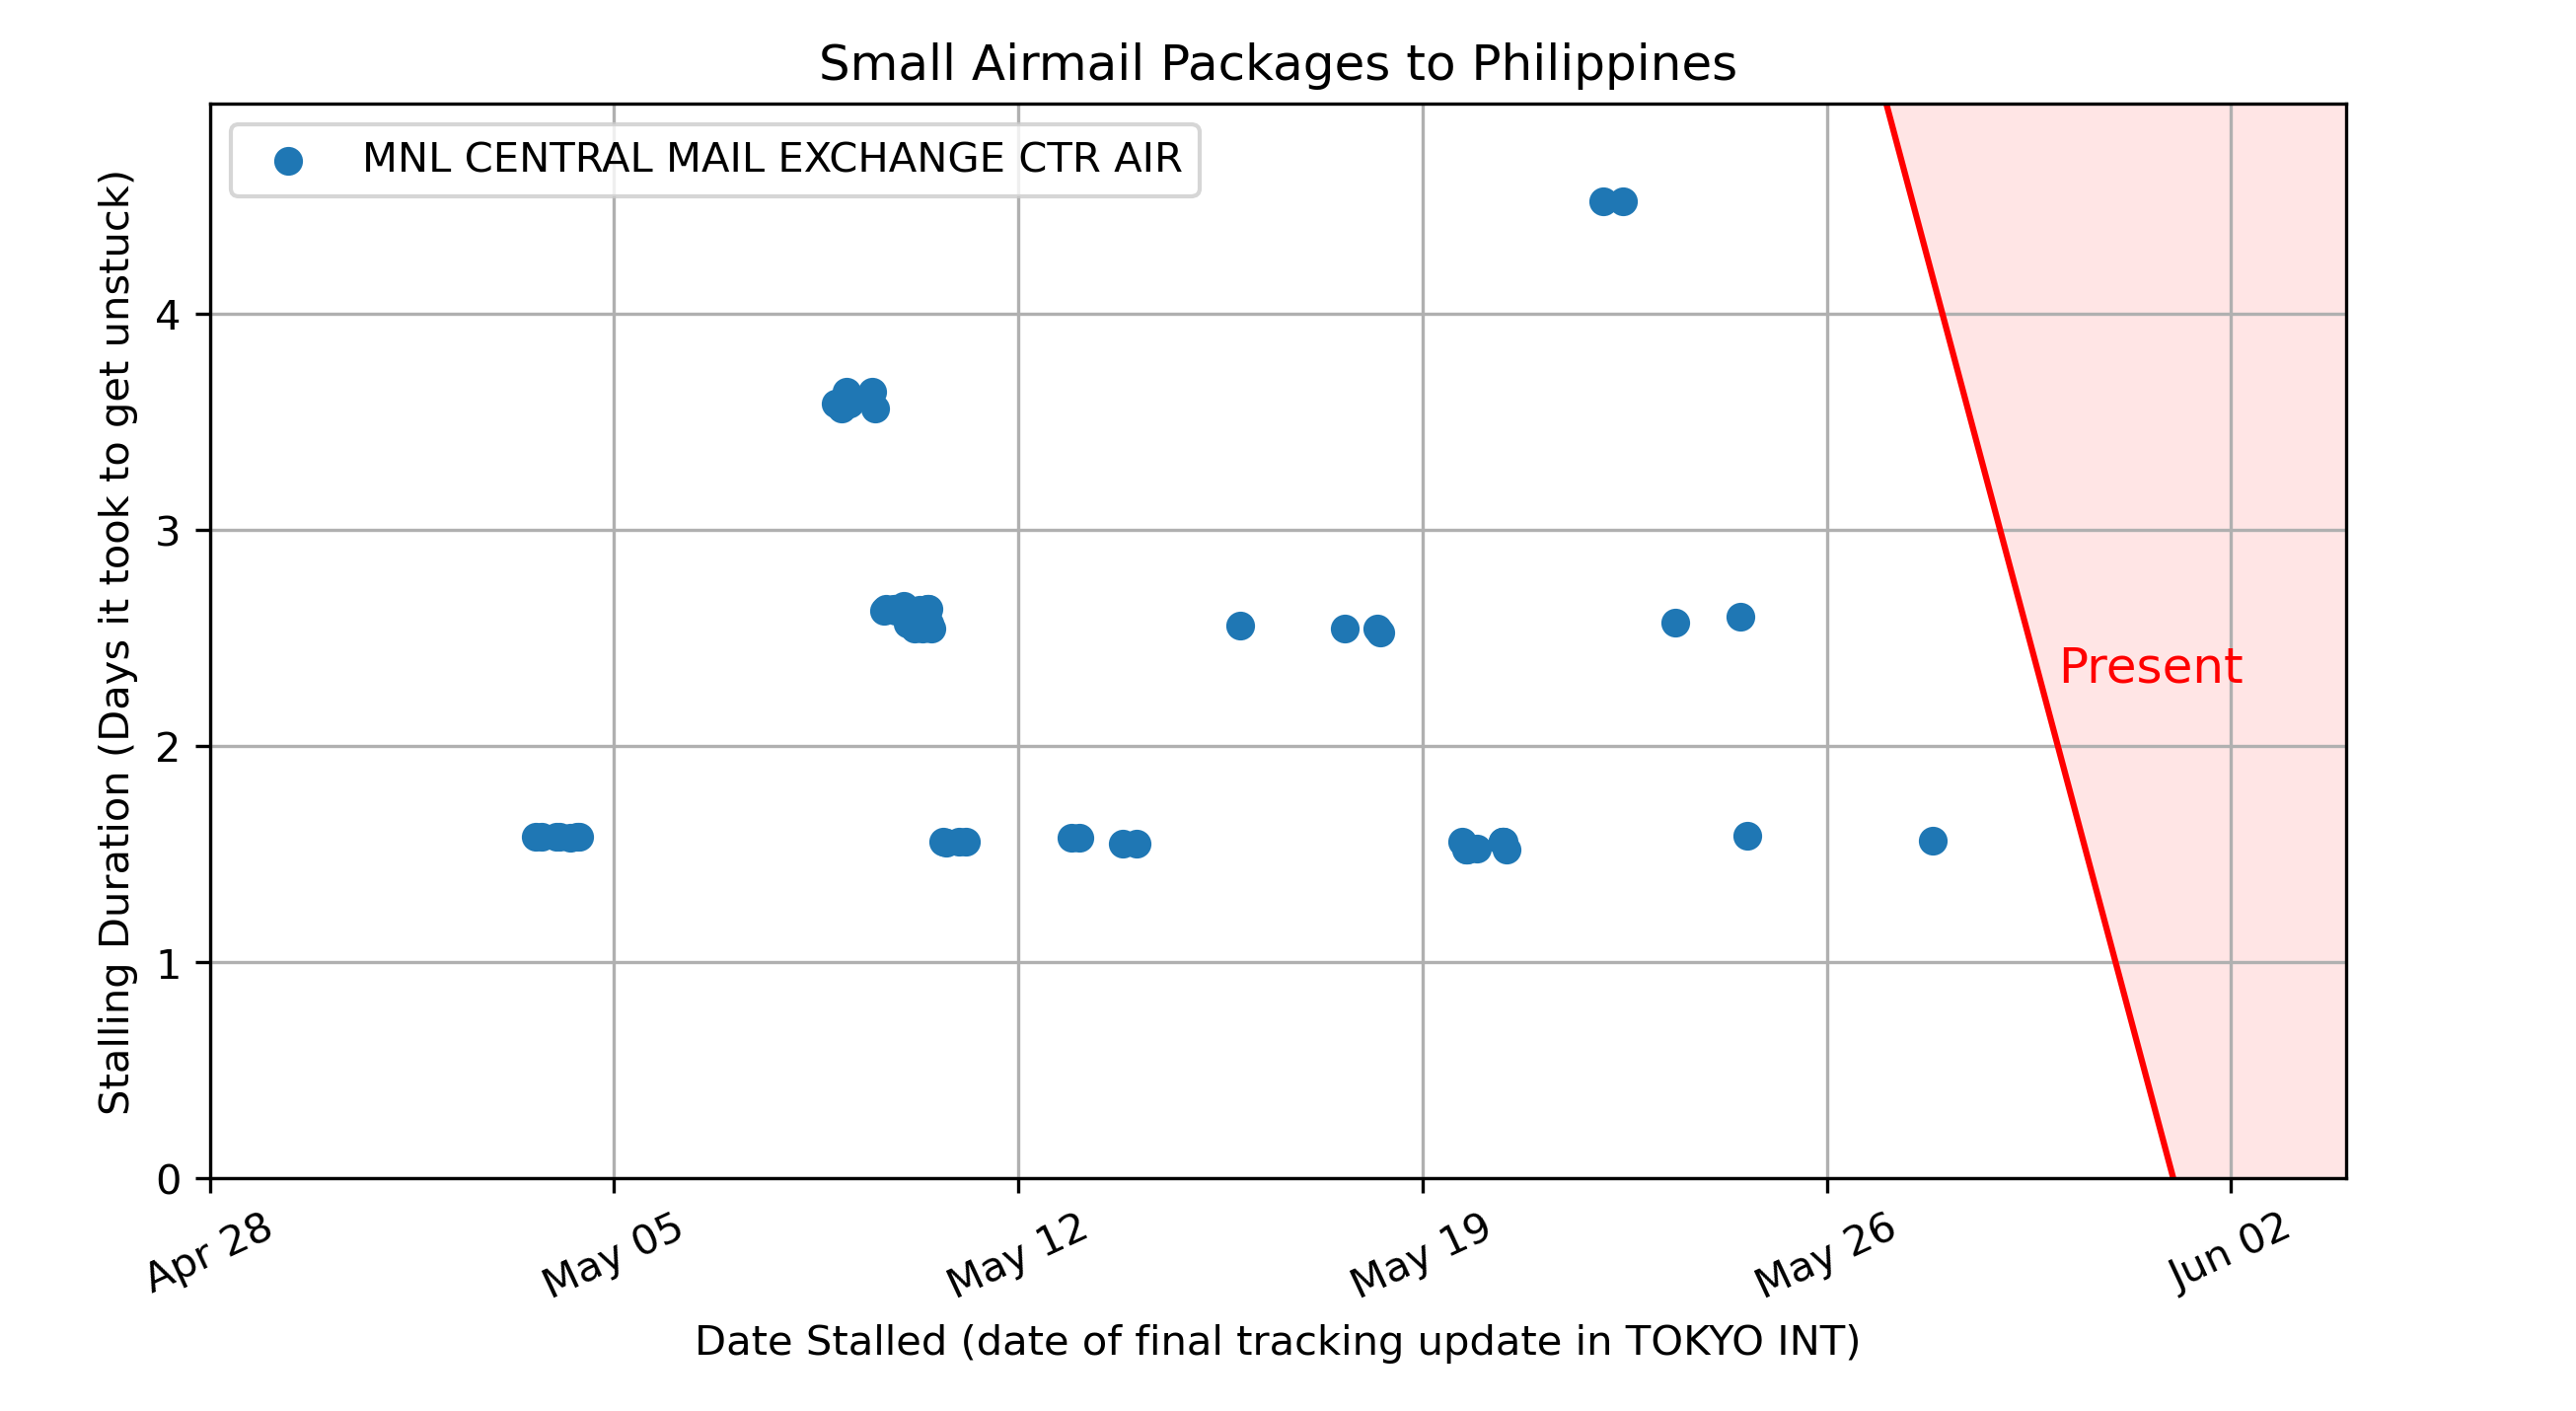 Small Airmail Packages to Philippines
MNL CENTRAL MAIL EXCHANGE CTR AIR
Stalling Duration (Days it took to get unstuck)
4
3
2
1
0
Present
Apr 28
May 05
May 12
May 19
May 26
Jun 02
Date Stalled (date of final tracking update in TOKYO INT)